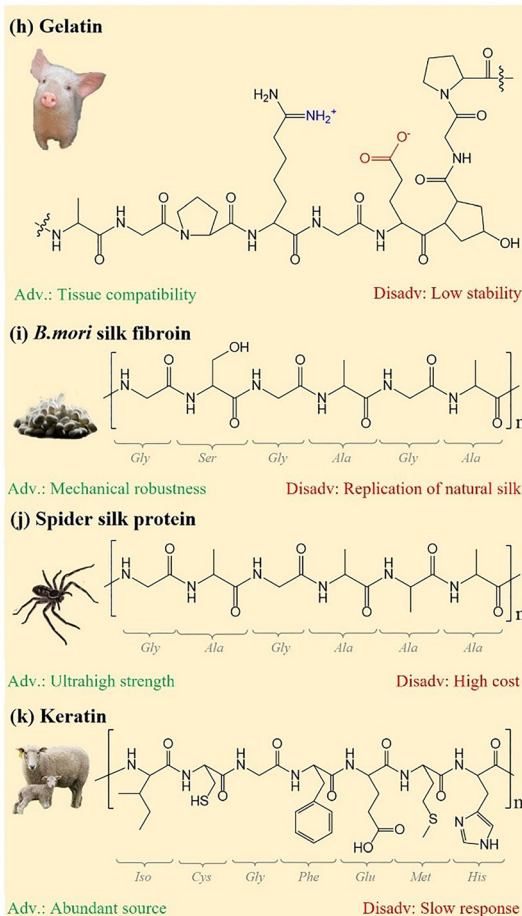 (h) Gelatin
H₂N
NH₂⁺
O
O⁻
O
N
O
NH
O
H
N
O
H
N
O
N
O
N
H
O
H
N
O
N
H
O
OH
Adv.: Tissue compatibility
Disadv: Low stability
(i) B.mori silk fibroin
H
N
O
OH
N
H
O
H
N
O
N
H
O
H
N
O
N
H
O
n
Gly Ser Gly Ala Gly Ala
Adv.: Mechanical robustness
Disadv: Replication of natural silk
(j) Spider silk protein
H
N
O
N
H
O
H
N
O
N
H
O
H
N
O
N
H
O
n
Gly Ala Gly Ala Ala Ala
Adv.: Ultrahigh strength
Disadv: High cost
(k) Keratin
H
N
O
N
H
HS
O
H
N
O
N
H
O
H
N
O
HO
O
N
H
S
O
H
N
O
N
NH
n
Iso Cys Gly Phe Glu Met His
Adv.: Abundant source
Disadv: Slow response